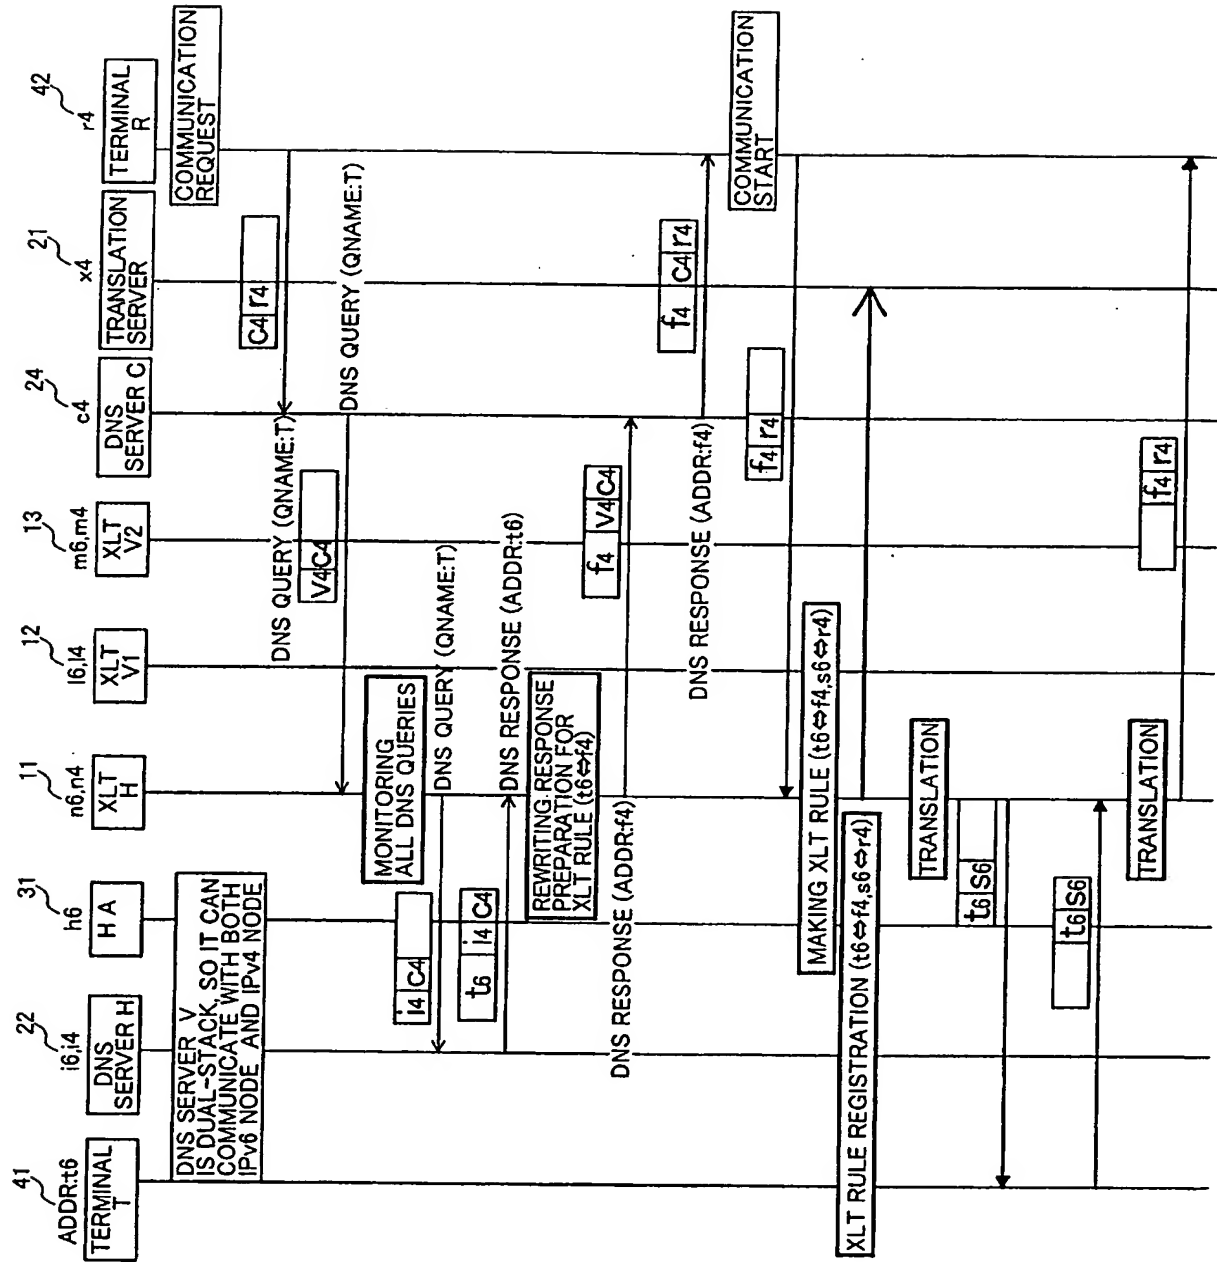 41
ADDR:t6
TERMINAL
T
22
i6,i4
DNS
SERVER H
31
h6
H A
11
n6,n4
XLT
H
12
l6,l4
XLT
V1
13
m6,m4
XLT
V2
24
c4
DNS
SERVER C
21
x4
TRANSLATION
SERVER
42
r4
TERMINAL
R
DNS SERVER V
IS DUAL-STACK, SO IT CAN
COMMUNICATE WITH BOTH
IPv6 NODE AND IPv4 NODE
COMMUNICATION
REQUEST
C4 r4
DNS QUERY (QNAME:T)
V4 C4
DNS QUERY (QNAME:T)
MONITORING
ALL DNS QUERIES
i4 C4
DNS QUERY (QNAME:T)
t6 i4 C4
DNS RESPONSE (ADDR:t6)
REWRITING·RESPONSE
PREPARATION FOR
XLT RULE (t6⇔f4)
f4 V4 C4
DNS RESPONSE (ADDR:f4)
f4 C4 r4
DNS RESPONSE (ADDR:f4)
COMMUNICATION
START
f4 r4
MAKING XLT RULE (t6⇔f4,s6⇔r4)
XLT RULE REGISTRATION (t6⇔f4,s6⇔r4)
TRANSLATION
t6 s6
t6 s6
TRANSLATION
f4 r4